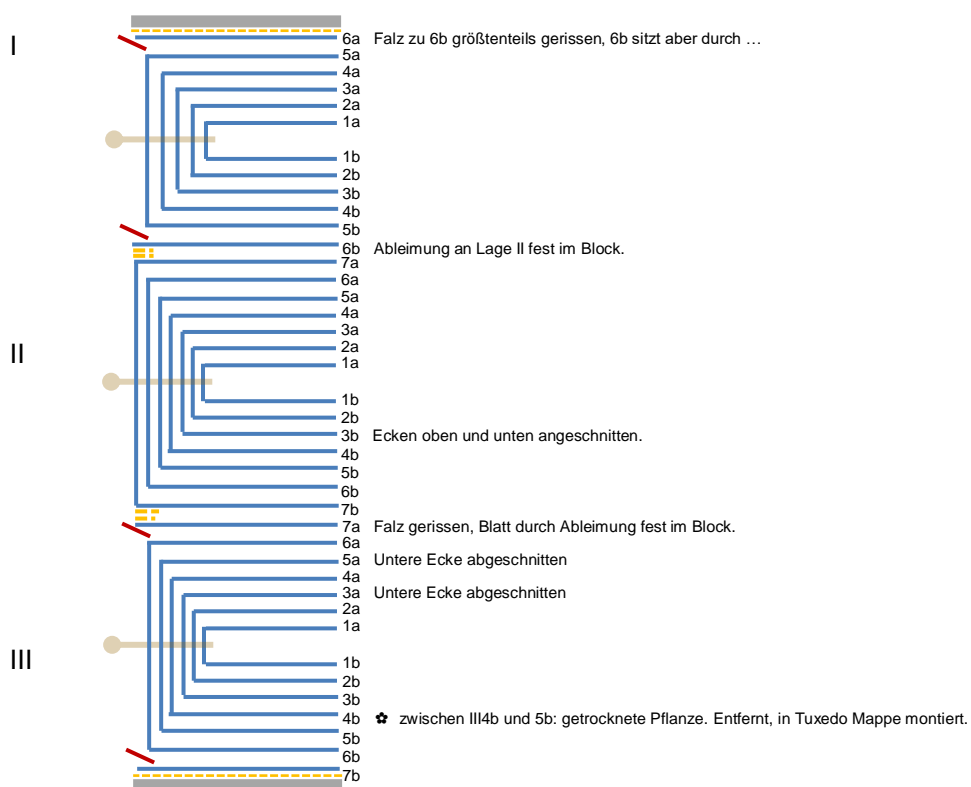 I
6a Falz zu 6b größtenteils gerissen, 6b sitzt aber durch …
5a
4a
3a
2a
1a
1b
2b
3b
4b
5b
6b Ableimung an Lage II fest im Block.
7a
6a
5a
4a
3a
2a
II
1a
1b
2b
3b Ecken oben und unten angeschnitten.
4b
5b
6b
7b
7a Falz gerissen, Blatt durch Ableimung fest im Block.
6a
5a Untere Ecke abgeschnitten
4a
3a Untere Ecke abgeschnitten
2a
1a
III
1b
2b
3b
4b ✿ zwischen III4b und 5b: getrocknete Pflanze. Entfernt, in Tuxedo Mappe montiert.
5b
6b
7b